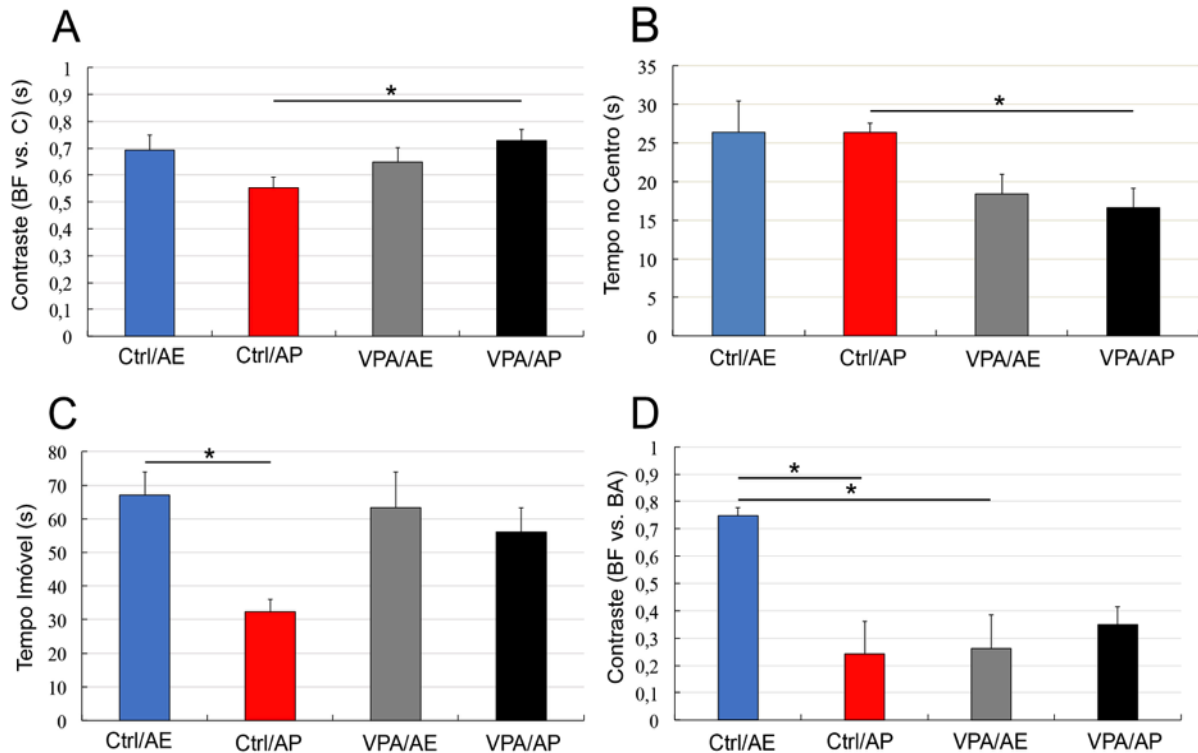 A
Contraste (BF vs. C) (s)
1
0,9
0,8
0,7
0,6
0,5
0,4
0,3
0,2
0,1
0
*
Ctrl/AE
Ctrl/AP
VPA/AE
VPA/AP
B
Tempo no Centro (s)
35
30
25
20
15
10
5
0
*
Ctrl/AE
Ctrl/AP
VPA/AE
VPA/AP
C
Tempo Imóvel (s)
80
70
60
50
40
30
20
10
0
*
Ctrl/AE
Ctrl/AP
VPA/AE
VPA/AP
D
Contraste (BF vs. BA)
1
0,9
0,8
0,7
0,6
0,5
0,4
0,3
0,2
0,1
0
*
*
Ctrl/AE
Ctrl/AP
VPA/AE
VPA/AP